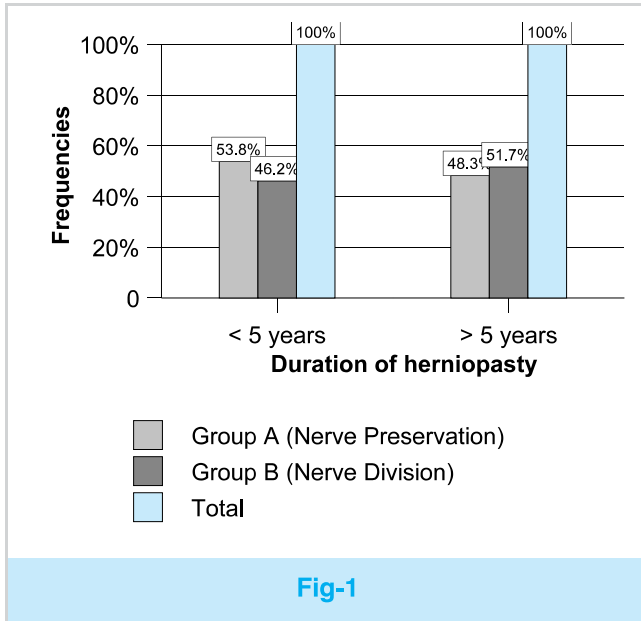 100%
100%
100%
80%
60%
40%
20%
0
Frequencies
53.8%
46.2%
48.3%
51.7%
< 5 years
> 5 years
Duration of herniopasty
Group A (Nerve Preservation)
Group B (Nerve Division)
Total
Fig-1